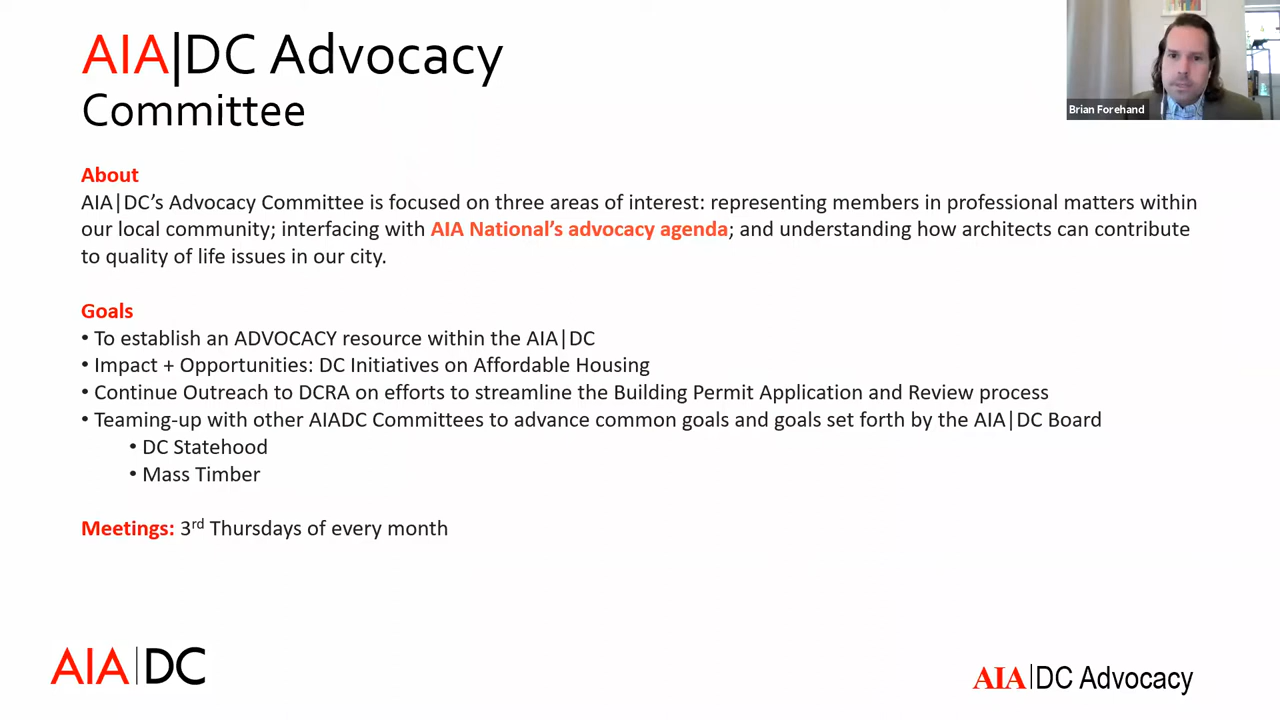 AIA|DC Advocacy
Committee
Brian Forehand
About
AIA|DC’s Advocacy Committee is focused on three areas of interest: representing members in professional matters within
our local community; interfacing with AIA National’s advocacy agenda; and understanding how architects can contribute
to quality of life issues in our city.
Goals
• To establish an ADVOCACY resource within the AIA|DC
• Impact + Opportunities: DC Initiatives on Affordable Housing
• Continue Outreach to DCRA on efforts to streamline the Building Permit Application and Review process
• Teaming-up with other AIADC Committees to advance common goals and goals set forth by the AIA|DC Board
• DC Statehood
• Mass Timber
Meetings: 3rd Thursdays of every month
AIA|DC
AIA|DC Advocacy